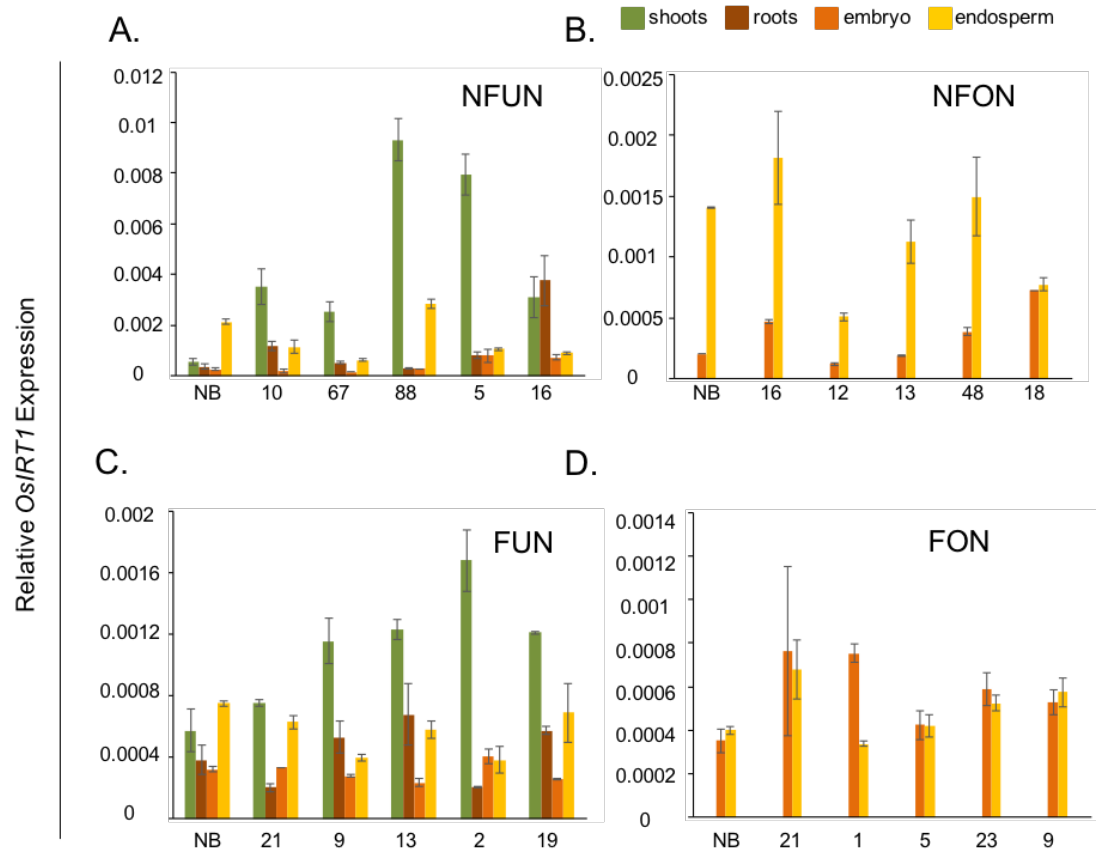 A.
B.
shoots roots embryo endosperm
Relative OsIRT1 Expression
NFUN
0.012
0.01
0.008
0.006
0.004
0.002
0
NB 10 67 88 5 16
NFON
0.0025
0.002
0.0015
0.001
0.0005
0
NB 16 12 13 48 18
C.
FUN
0.002
0.0016
0.0012
0.0008
0.0004
0
NB 21 9 13 2 19
D.
FON
0.0014
0.0012
0.001
0.0008
0.0006
0.0004
0.0002
0
NB 21 1 5 23 9